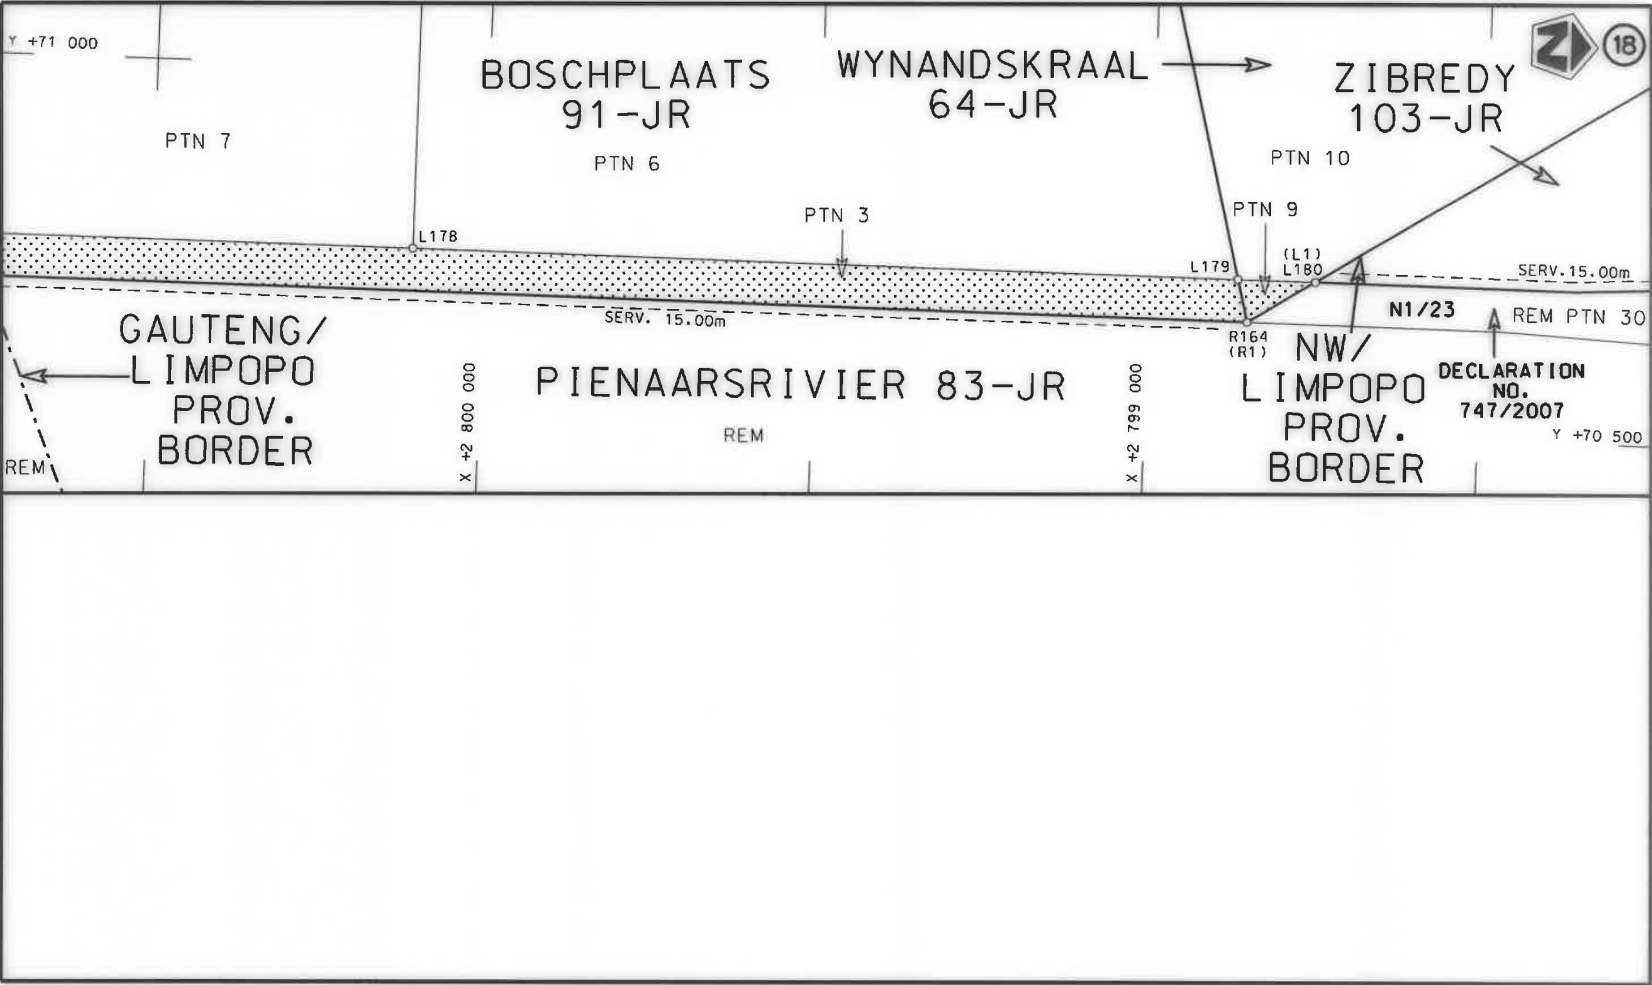 Y +71 000
BOSCHPLAATS
91-JR
WYNANDSKRAAL
64-JR
ZIBREDY
103-JR
Z
18
PTN 7
PTN 6
PTN 10
PTN 3
PTN 9
L178
L179
(L1)
L180
SERV.15.00m
SERV. 15.00m
N1/23
REM PTN 30
R164
(R1)
GAUTENG/
LIMPOPO
PROV.
BORDER
X +2 800 000
PIENAARSRIVIER 83-JR
REM
X +2 799 000
NW/
LIMPOPO
PROV.
BORDER
DECLARATION
NO.
747/2007
Y +70 500
REM